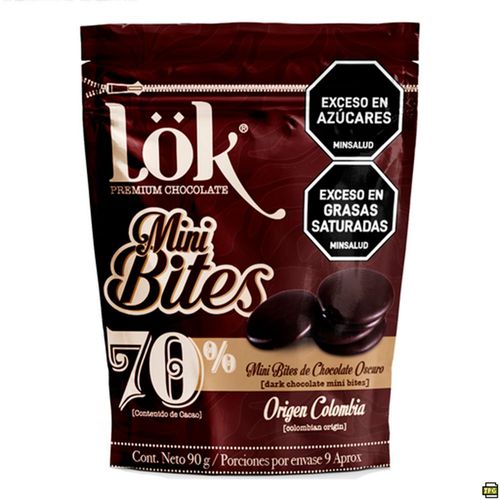 Lök®
PREMIUM CHOCOLATE
EXCESO EN
AZÚCARES
MINSALUD
EXCESO EN
GRASAS
SATURADAS
MINSALUD
Mini
Bites
70%
[Contenido de Cacao]
Mini Bites de Chocolate Oscuro
[dark chocolate mini bites]
Origen Colombia
[colombian origin]
Cont. Neto 90 g / Porciones por envase 9 Aprox